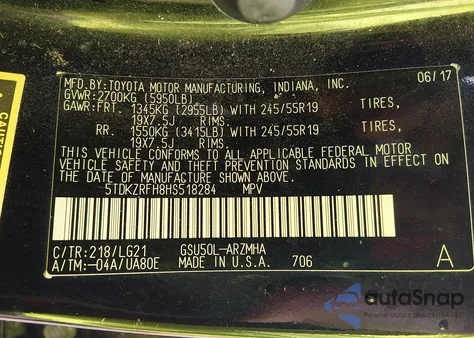 MFD. BY: TOYOTA MOTOR MANUFACTURING, INDIANA, INC. 06/17
GVWR: 2700KG (5950LB)
GAWR: FRT. 1345KG (2955LB) WITH 245/55R19 TIRES,
19X7.5J RIMS.
RR. 1550KG (3415LB) WITH 245/55R19 TIRES,
19X7.5J RIMS.
THIS VEHICLE CONFORMS TO ALL APPLICABLE FEDERAL MOTOR
VEHICLE SAFETY AND THEFT PREVENTION STANDARDS IN EFFECT ON
THE DATE OF MANUFACTURE SHOWN ABOVE.
5TDKZRFH8HS518284 MPV
C/TR: 218/LG21 GSU50L-ARZMHA
A/TM: -04A/UA80E MADE IN U.S.A. 706 A
autoSnap